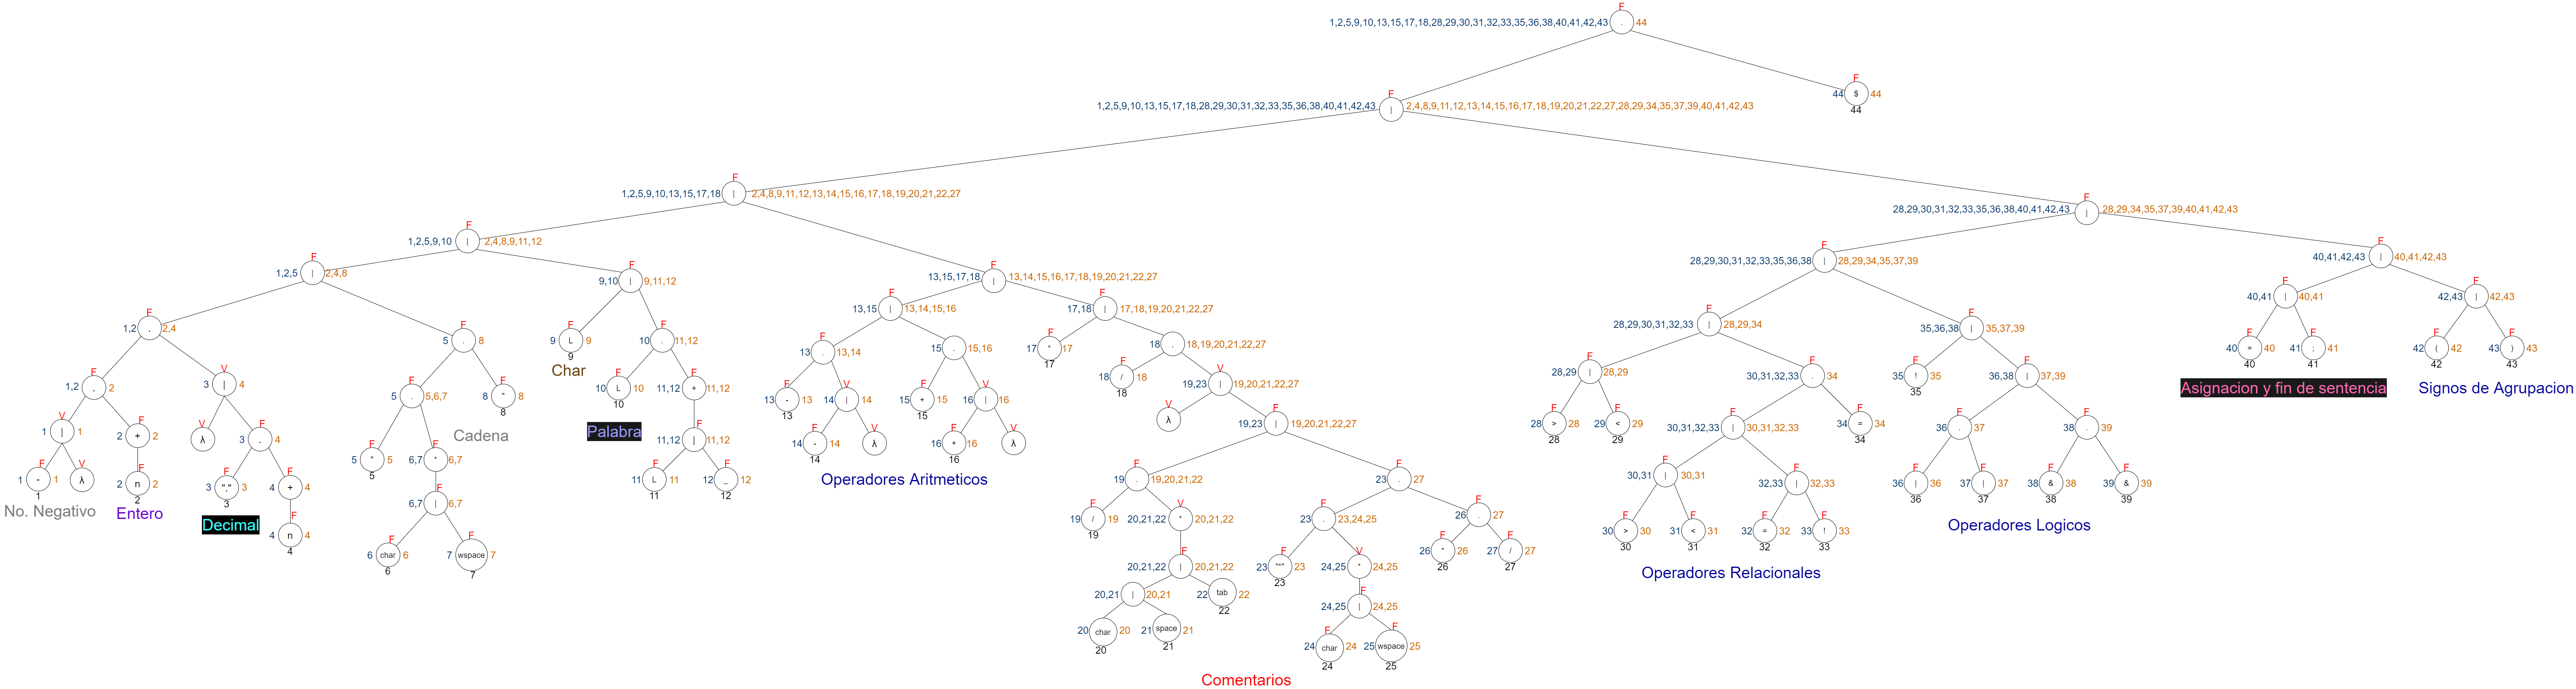 F
1,2,5,9,10,13,15,17,18,28,29,30,31,32,33,35,36,38,40,41,42,43 . 44
F
44 $ 44
44
F
1,2,5,9,10,13,15,17,18,28,29,30,31,32,33,35,36,38,40,41,42,43 | 2,4,8,9,11,12,13,14,15,16,17,18,19,20,21,22,27,28,29,34,35,37,39,40,41,42,43
F
1,2,5,9,10,13,15,17,18 | 2,4,8,9,11,12,13,14,15,16,17,18,19,20,21,22,27
F
28,29,30,31,32,33,35,36,38,40,41,42,43 | 28,29,34,35,37,39,40,41,42,43
F
1,2,5,9,10 | 2,4,8,9,11,12
F
1,2,5 | 2,4,8
F
1,2 . 2,4
F
1,2 . 2
V
1 | 1
F
1 - 1
1
V
λ
No. Negativo
F
2 + 2
F
2 n 2
2
Entero
V
3 | 4
V
λ
F
3 . 4
F
3 "." 3
3
F
4 + 4
F
4 n 4
4
Decimal
F
5 . 8
F
5 . 5,6,7
F
5 " 5
5
F
6,7 * 6,7
F
6,7 | 6,7
F
6 char 6
6
F
7 wspace 7
7
F
8 " 8
8
Cadena
F
9,10 | 9,11,12
F
9 L 9
9
Char
F
10 . 11,12
F
10 L 10
10
F
11,12 + 11,12
F
11,12 | 11,12
F
11 L 11
11
F
12 _ 12
12
Palabra
F
13,15,17,18 | 13,14,15,16,17,18,19,20,21,22,27
F
13,15 | 13,14,15,16
F
13 . 13,14
F
13 - 13
13
V
14 | 14
F
14 - 14
14
V
λ
15 . 15,16
F
15 + 15
15
V
16 | 16
F
16 + 16
16
V
λ
Operadores Aritmeticos
F
17,18 | 17,18,19,20,21,22,27
F
17 * 17
17
18 . 18,19,20,21,22,27
F
18 / 18
18
V
19,23 | 19,20,21,22,27
V
λ
F
19,23 | 19,20,21,22,27
F
19 . 19,20,21,22
F
19 / 19
19
V
20,21,22 * 20,21,22
F
20,21,22 | 20,21,22
20,21 | 20,21
20 char 20
20
21 space 21
21
22 tab 22
22
F
23 . 27
F
23 . 23,24,25
F
23 "*" 23
23
V
24,25 * 24,25
F
24,25 | 24,25
F
24 char 24
24
F
25 wspace 25
25
F
26 . 27
F
26 * 26
26
F
27 / 27
27
Comentarios
F
28,29,30,31,32,33,35,36,38 | 28,29,34,35,37,39
F
28,29,30,31,32,33 | 28,29,34
F
28,29 | 28,29
F
28 > 28
28
F
29 < 29
29
F
30,31,32,33 . 34
F
30,31,32,33 | 30,31,32,33
F
30,31 | 30,31
F
30 > 30
30
F
31 < 31
31
F
32,33 | 32,33
F
32 = 32
32
F
33 ! 33
33
F
34 = 34
34
Operadores Relacionales
F
35,36,38 | 35,37,39
F
35 ! 35
35
F
36,38 | 37,39
F
36 . 37
F
36 | 36
36
F
37 | 37
37
F
38 . 39
F
38 & 38
38
F
39 & 39
39
Operadores Logicos
F
40,41,42,43 | 40,41,42,43
F
40,41 | 40,41
F
40 = 40
40
F
41 ; 41
41
Asignacion y fin de sentencia
F
42,43 | 42,43
F
42 ( 42
42
F
43 ) 43
43
Signos de Agrupacion